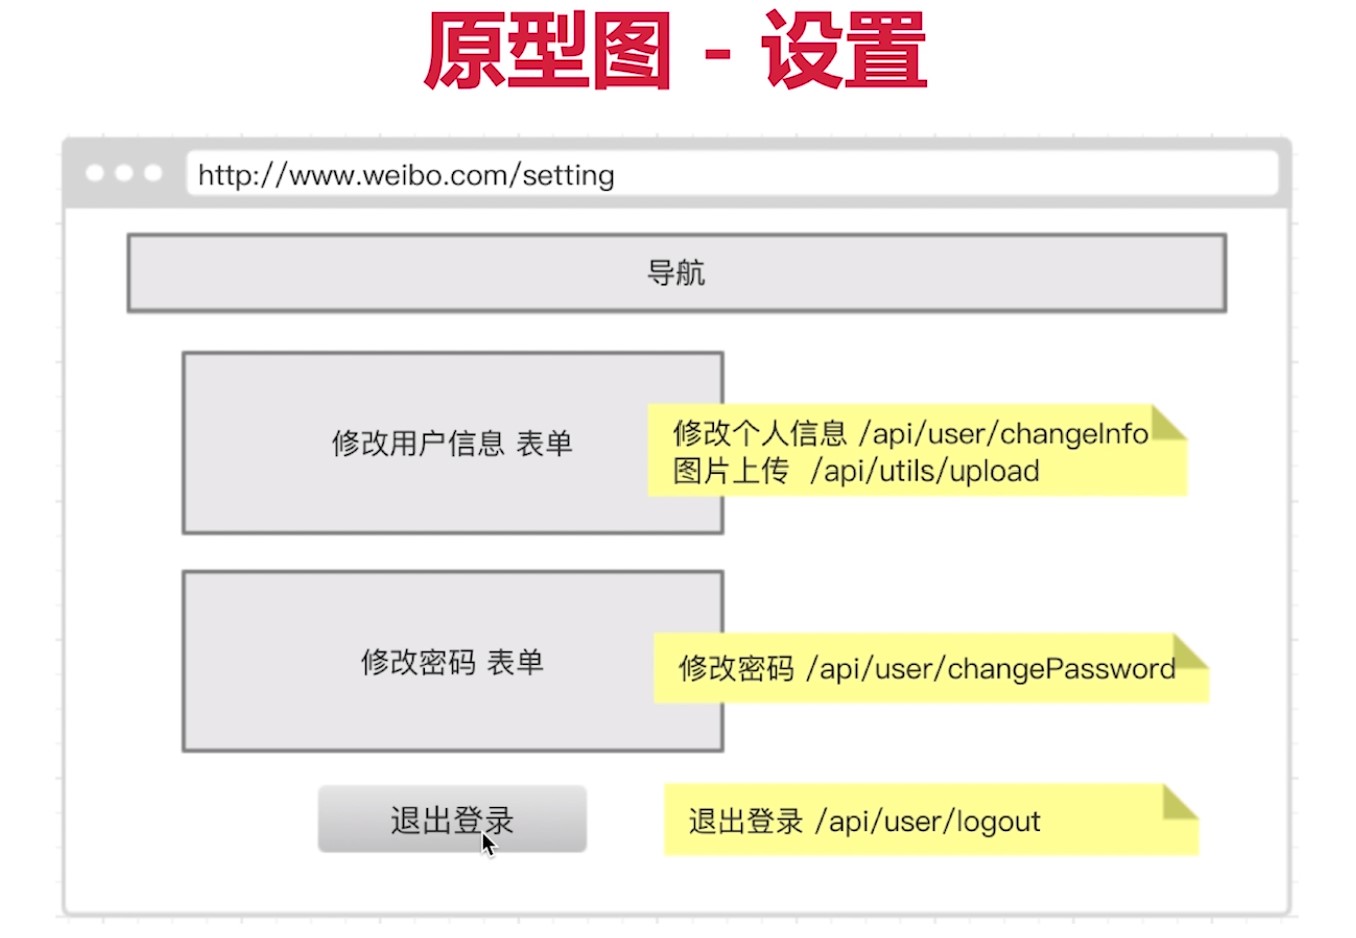 原型图 - 设置
http://www.weibo.com/setting
导航
修改用户信息 表单
修改个人信息 /api/user/changeInfo
图片上传 /api/utils/upload
修改密码 表单
修改密码 /api/user/changePassword
退出登录
退出登录 /api/user/logout